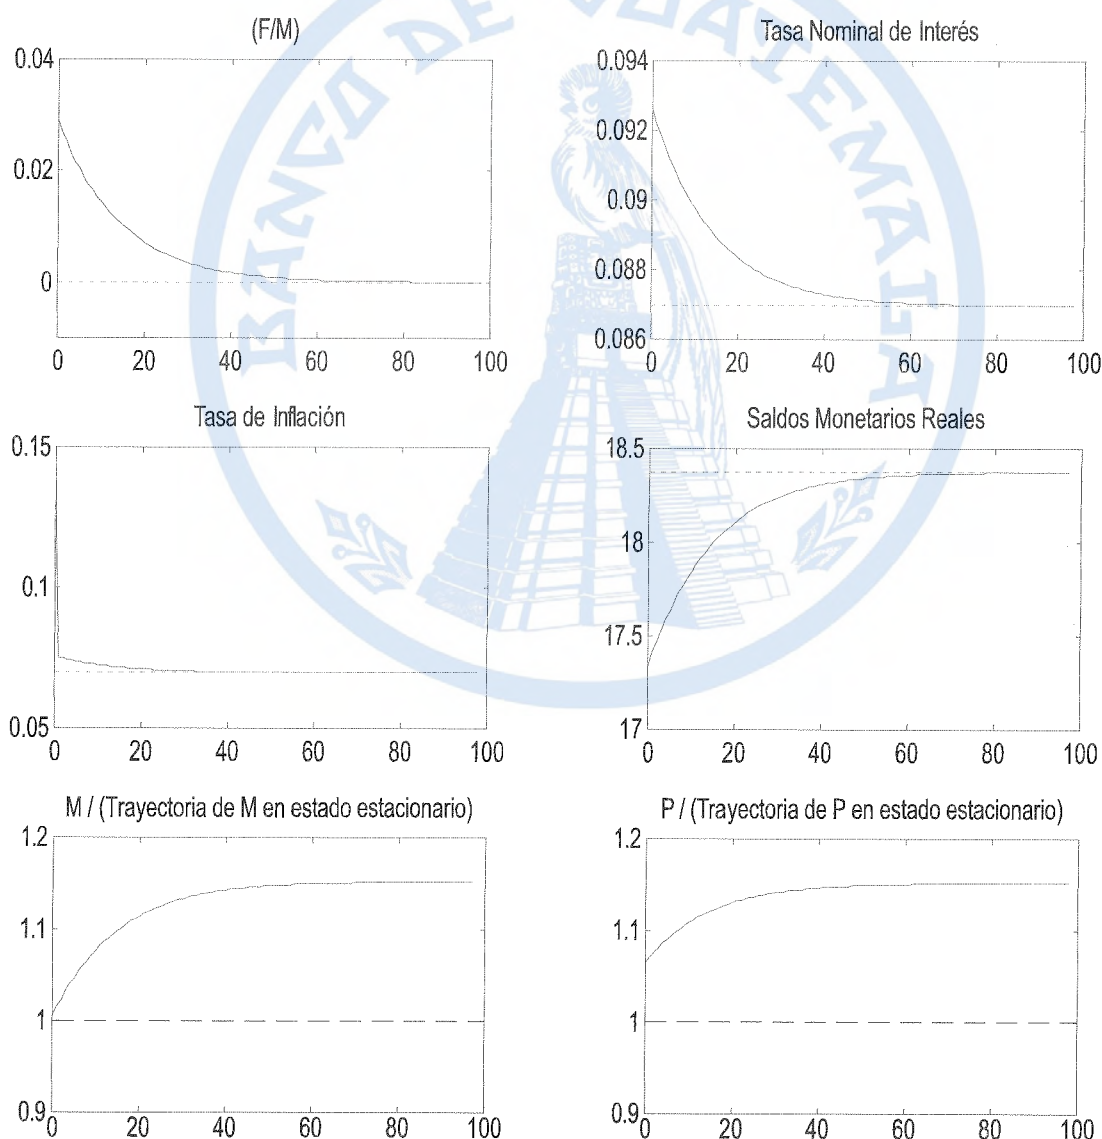 BANCO DE GUATEMALA
(F/M)
0.04
0.02
0
0 20 40 60 80 100
Tasa Nominal de Interés
0.094
0.092
0.09
0.088
0.086
0 20 40 60 80 100
Tasa de Inflación
0.15
0.1
0.05
0 20 40 60 80 100
Saldos Monetarios Reales
18.5
18
17.5
17
0 20 40 60 80 100
M / (Trayectoria de M en estado estacionario)
1.2
1.1
1
0.9
0 20 40 60 80 100
P / (Trayectoria de P en estado estacionario)
1.2
1.1
1
0.9
0 20 40 60 80 100